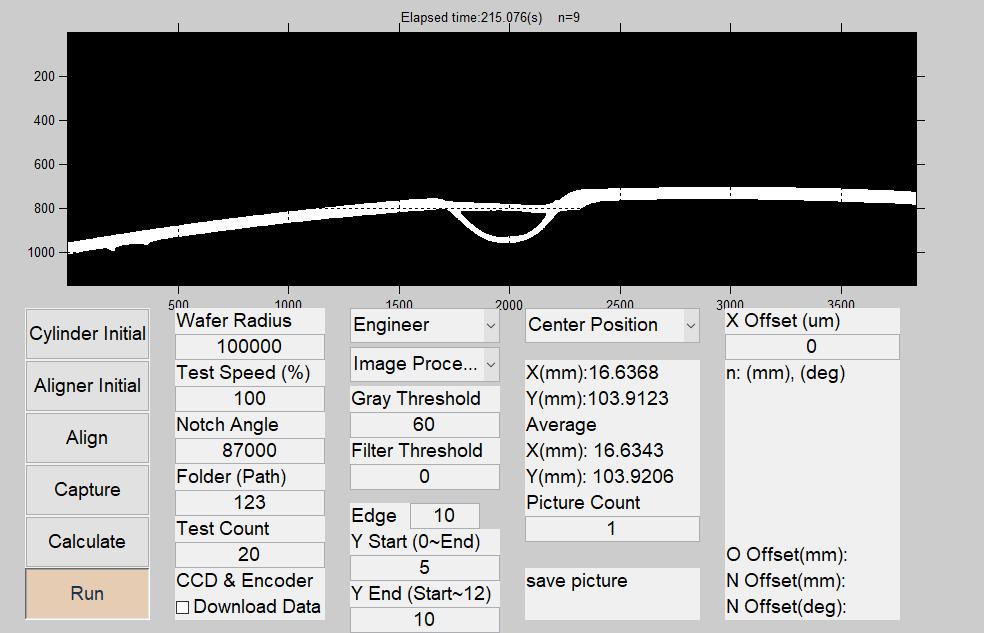 Elapsed time:215.076(s) n=9
200
400
600
800
1000
500 1000 1500 2000 2500 3000 3500
Cylinder Initial
Aligner Initial
Align
Capture
Calculate
Run
Wafer Radius
100000
Test Speed (%)
100
Notch Angle
87000
Folder (Path)
123
Test Count
20
CCD & Encoder
Download Data
Engineer
Image Proce...
Gray Threshold
60
Filter Threshold
0
Edge 10
Y Start (0~End)
5
Y End (Start~12)
10
Center Position
X(mm):16.6368
Y(mm):103.9123
Average
X(mm): 16.6343
Y(mm): 103.9206
Picture Count
1
save picture
X Offset (um)
0
n: (mm), (deg)
O Offset(mm):
N Offset(mm):
N Offset(deg):